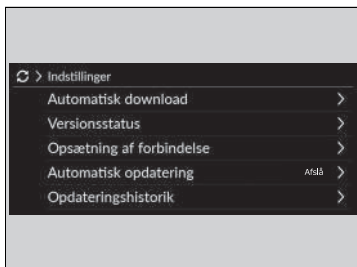 > Indstillinger
Automatisk download >
Versionsstatus >
Opsætning af forbindelse >
Automatisk opdatering Afslå >
Opdateringshistorik >